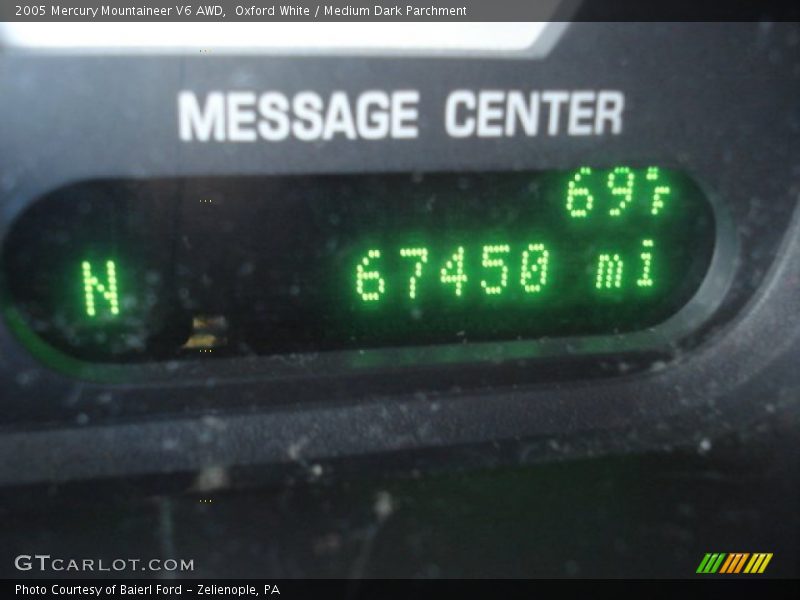 2005 Mercury Mountaineer V6 AWD,  Oxford White / Medium Dark Parchment
MESSAGE CENTER
69°F
N 67450 mi
GTCARLOT.COM
Photo Courtesy of Baierl Ford - Zelienople, PA